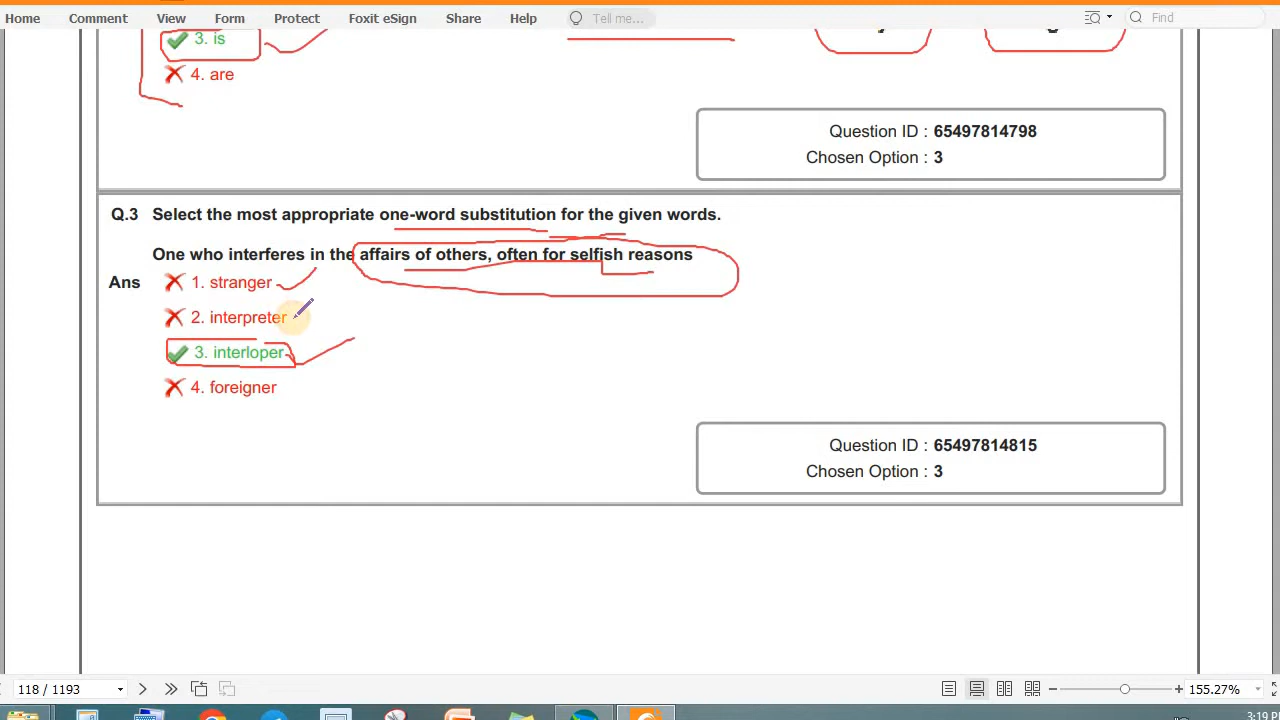 Home Comment View Form Protect Foxit eSign Share Help Tell me... Find
3. is
4. are
Question ID : 65497814798
Chosen Option : 3
Q.3 Select the most appropriate one-word substitution for the given words.
One who interferes in the affairs of others, often for selfish reasons
Ans 1. stranger
2. interpreter
3. interloper
4. foreigner
Question ID : 65497814815
Chosen Option : 3
118 / 1193 155.27%
3:19 P